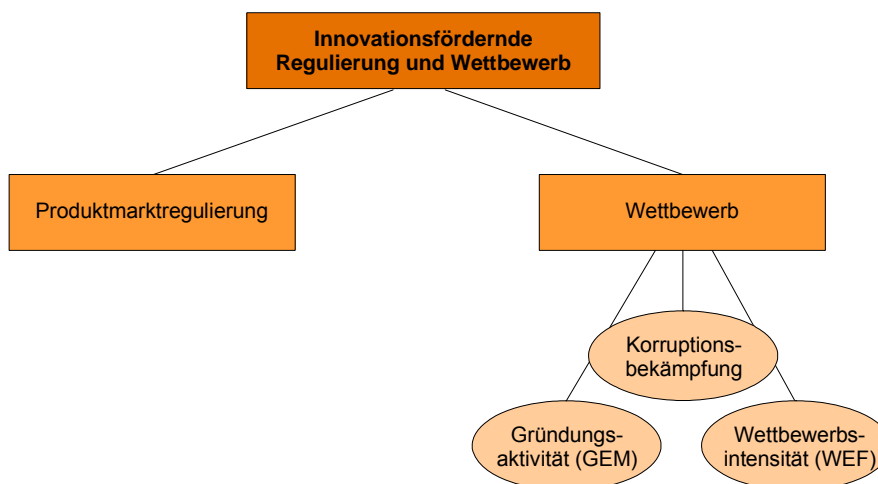 Innovationsfördernde
Regulierung und Wettbewerb
Produktmarktregulierung
Wettbewerb
Korruptions-
bekämpfung
Gründungs-
aktivität (GEM)
Wettbewerbs-
intensität (WEF)